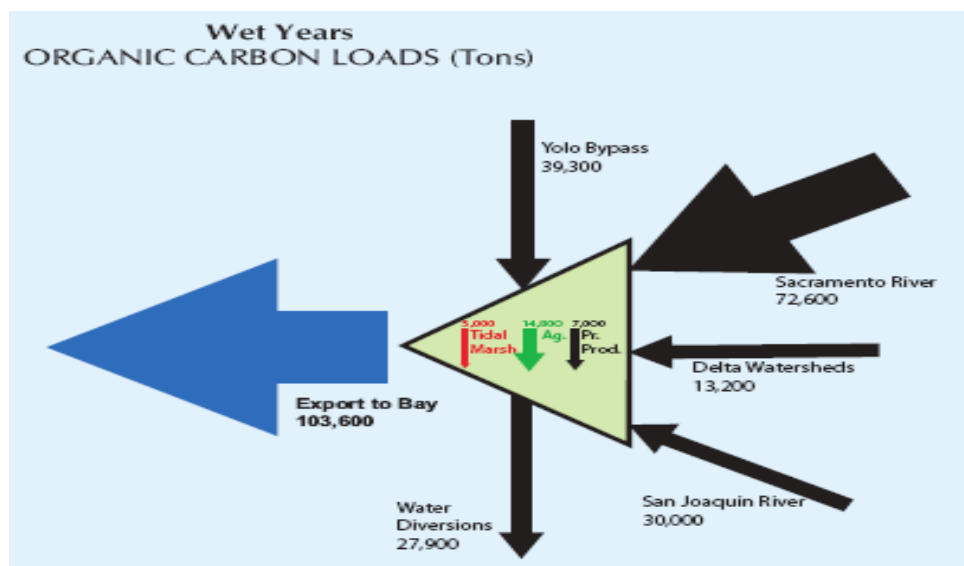 Wet Years
ORGANIC CARBON LOADS (Tons)
Yolo Bypass
39,300
Sacramento River
72,600
5,000
Tidal
Marsh
14,000
Ag.
7,000
Pr.
Prod.
Delta Watersheds
13,200
Export to Bay
103,600
San Joaquin River
30,000
Water
Diversions
27,900